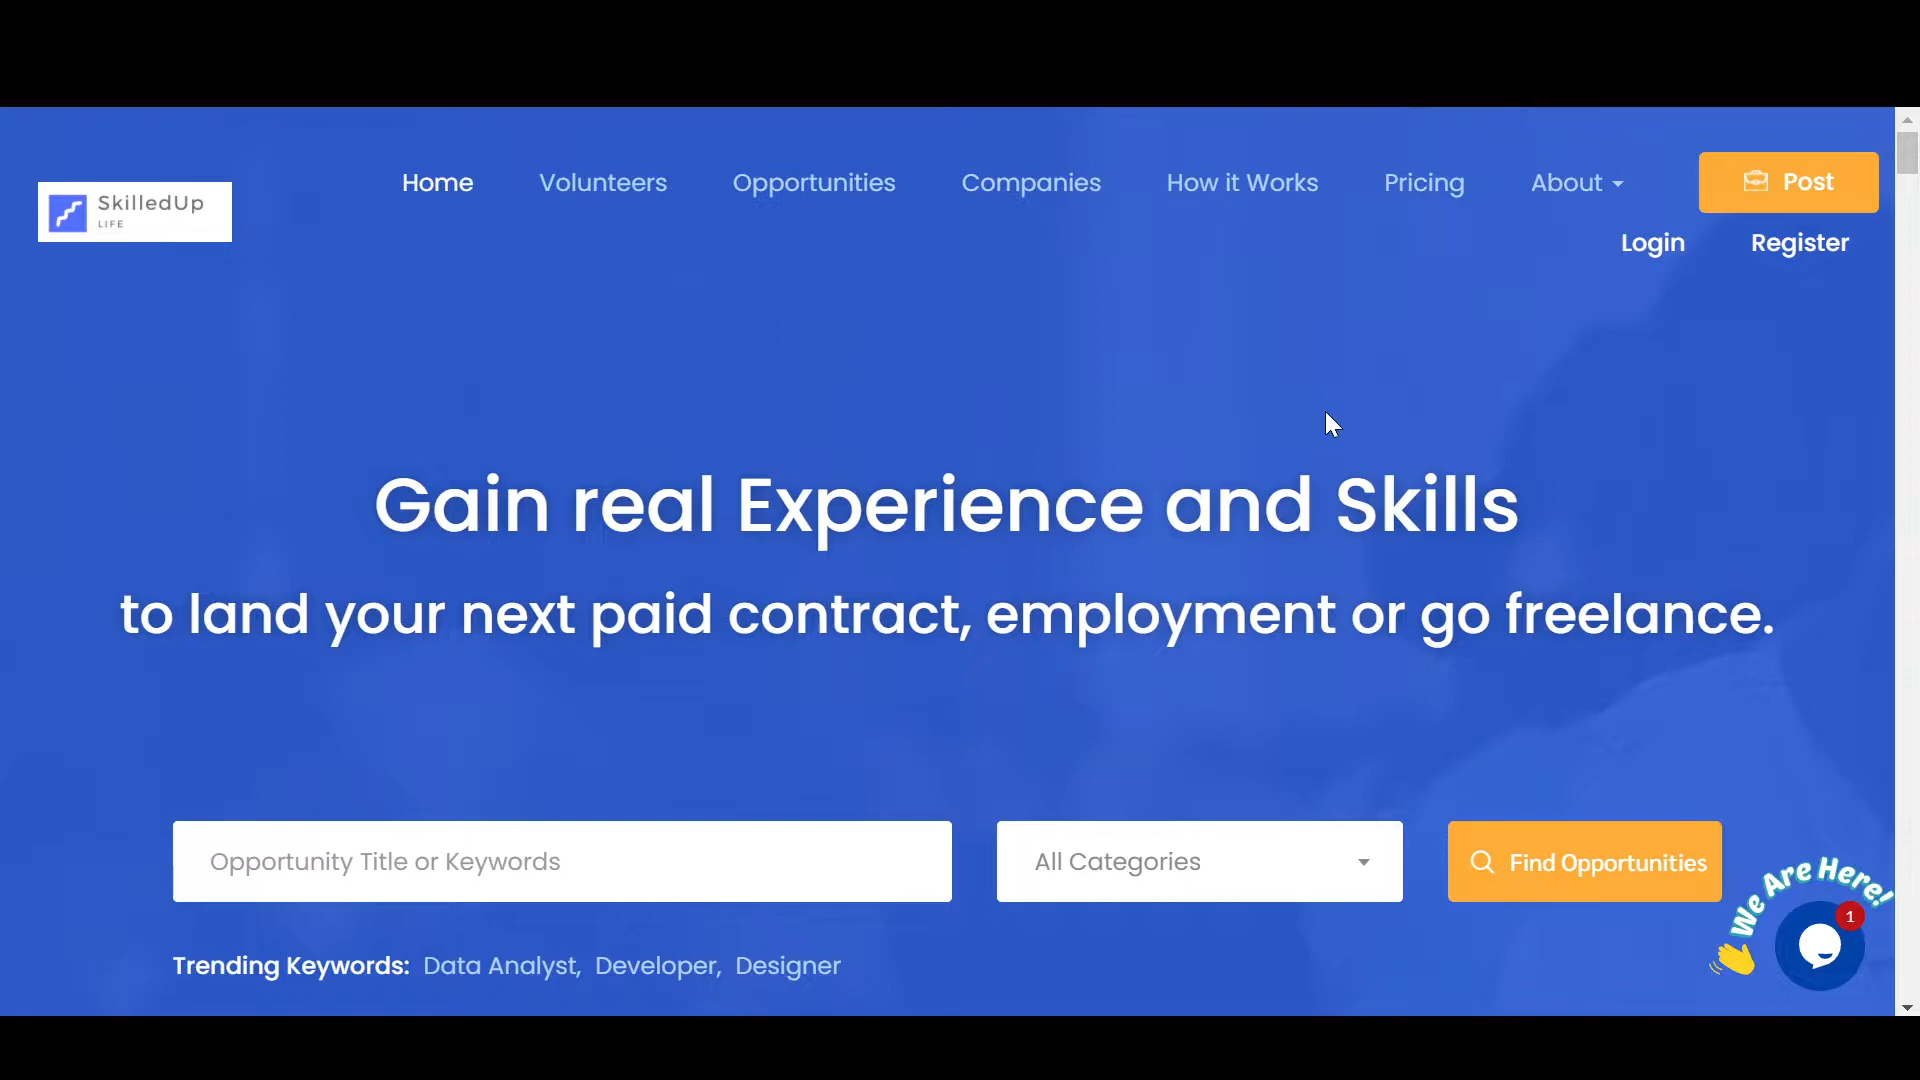 SkilledUp
LIFE
Home Volunteers Opportunities Companies How it Works Pricing About Post
Login Register
Gain real Experience and Skills
to land your next paid contract, employment or go freelance.
Opportunity Title or Keywords
All Categories
Find Opportunities
We Are Here!
1
Trending Keywords: Data Analyst, Developer, Designer